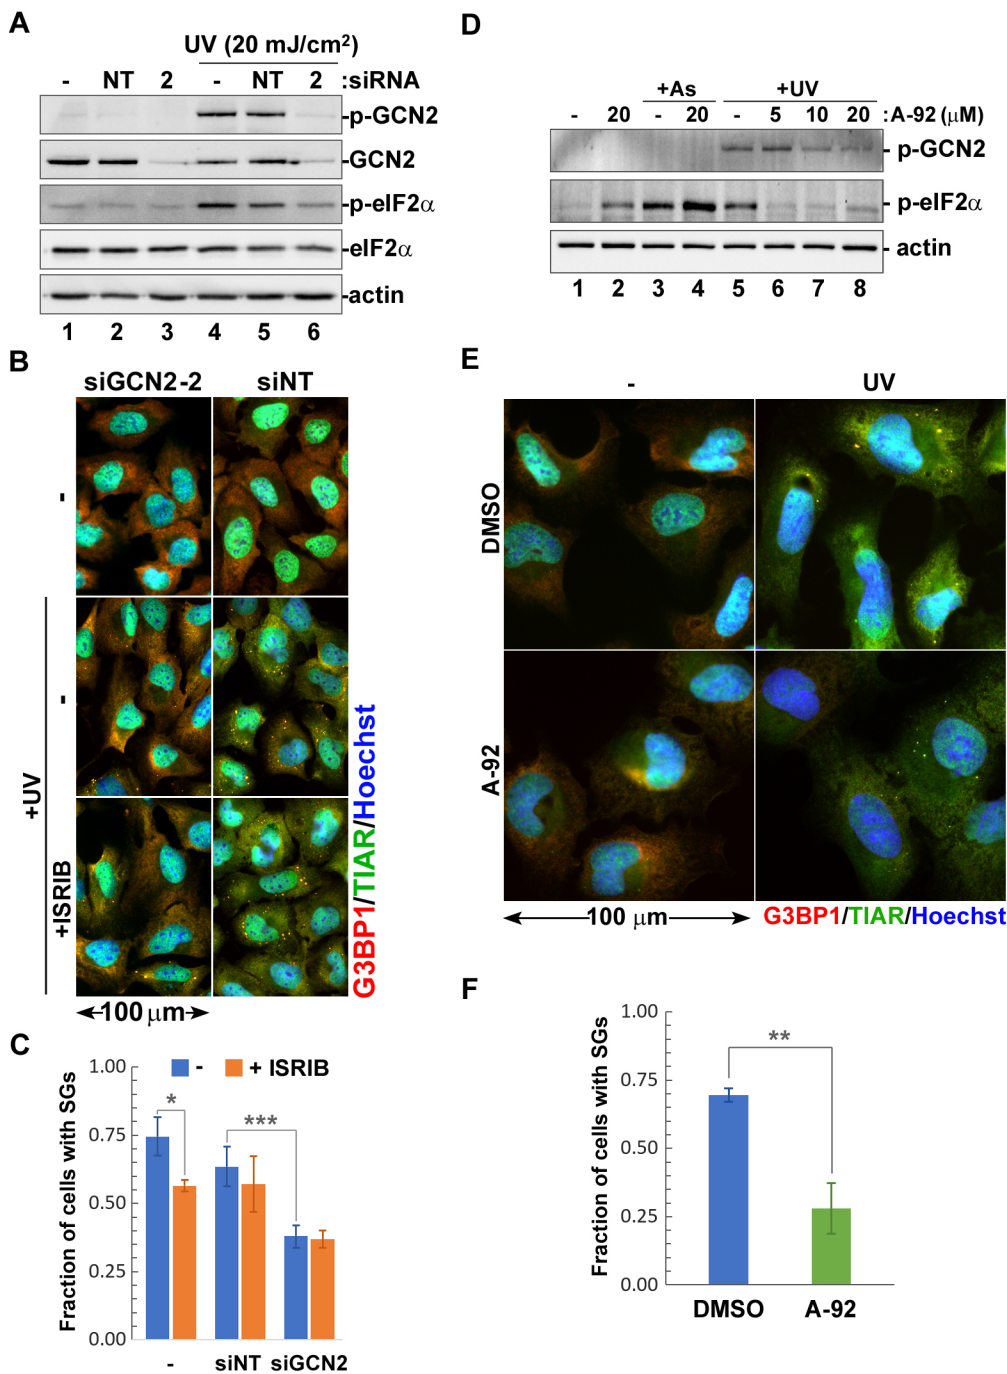 A
UV (20 mJ/cm²)
- NT 2 - NT 2 :siRNA
-p-GCN2
-GCN2
-p-eIF2α
-eIF2α
-actin
1 2 3 4 5 6
B
siGCN2-2 siNT
-
-
+ISRIB
+UV
G3BP1/TIAR/Hoechst
100 μm
C
Fraction of cells with SGs
1.00
0.75
0.50
0.25
0.00
- + ISRIB
*
***
- siNT siGCN2
D
+As +UV
- 20 - 20 - 5 10 20 :A-92 (μM)
- p-GCN2
- p-eIF2α
- actin
1 2 3 4 5 6 7 8
E
- UV
DMSO
A-92
100 μm
G3BP1/TIAR/Hoechst
F
Fraction of cells with SGs
1.00
0.75
0.50
0.25
0.00
**
DMSO A-92